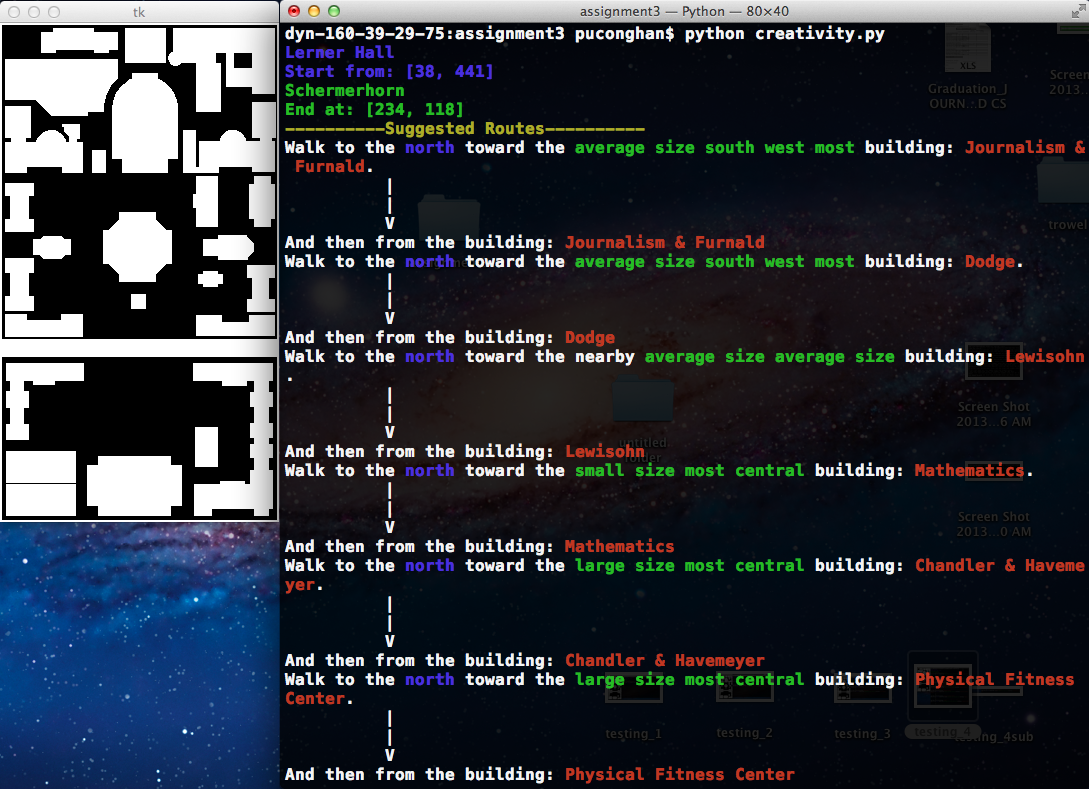 tk
assignment3 — Python — 80×40
dyn-160-39-29-75:assignment3 puconghan$ python creativity.py
Lerner Hall
Start from: [38, 441]
Schermerhorn
End at: [234, 118]
----------Suggested Routes----------
Walk to the north toward the average size south west most building: Journalism &
Furnald.
|
|
V
And then from the building: Journalism & Furnald
Walk to the north toward the average size south west most building: Dodge.
|
|
V
And then from the building: Dodge
Walk to the north toward the nearby average size average size building: Lewisohn
.
|
|
V
And then from the building: Lewisohn
Walk to the north toward the small size most central building: Mathematics.
|
|
V
And then from the building: Mathematics
Walk to the north toward the large size most central building: Chandler & Haveme
yer.
|
|
V
And then from the building: Chandler & Havemeyer
Walk to the north toward the large size most central building: Physical Fitness
Center.
|
|
V
And then from the building: Physical Fitness Center
XLS
Graduation_J
OURN...D CS
Screen
2013...
trowel
Screen Shot
2013...6 AM
untitled
folder
Screen Shot
2013...0 AM
testing_1
testing_2
testing_3
testing_4
testing_4sub